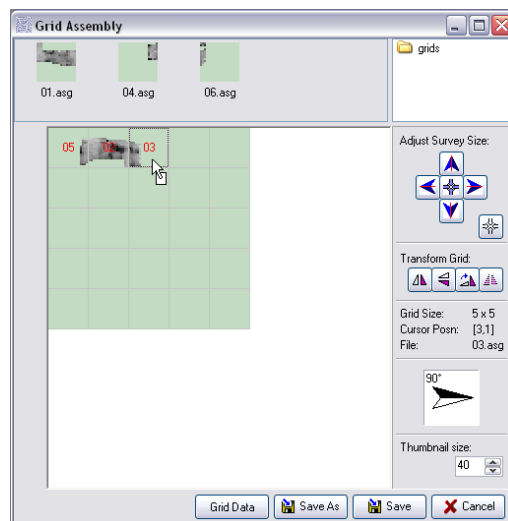 Grid Assembly
grids
01.asg 04.asg 06.asg
05 03
Adjust Survey Size:
Transform Grid:
Grid Size: 5 x 5
Cursor Posn: [3,1]
File: 03.asg
90°
Thumbnail size:
40
Grid Data Save As Save Cancel